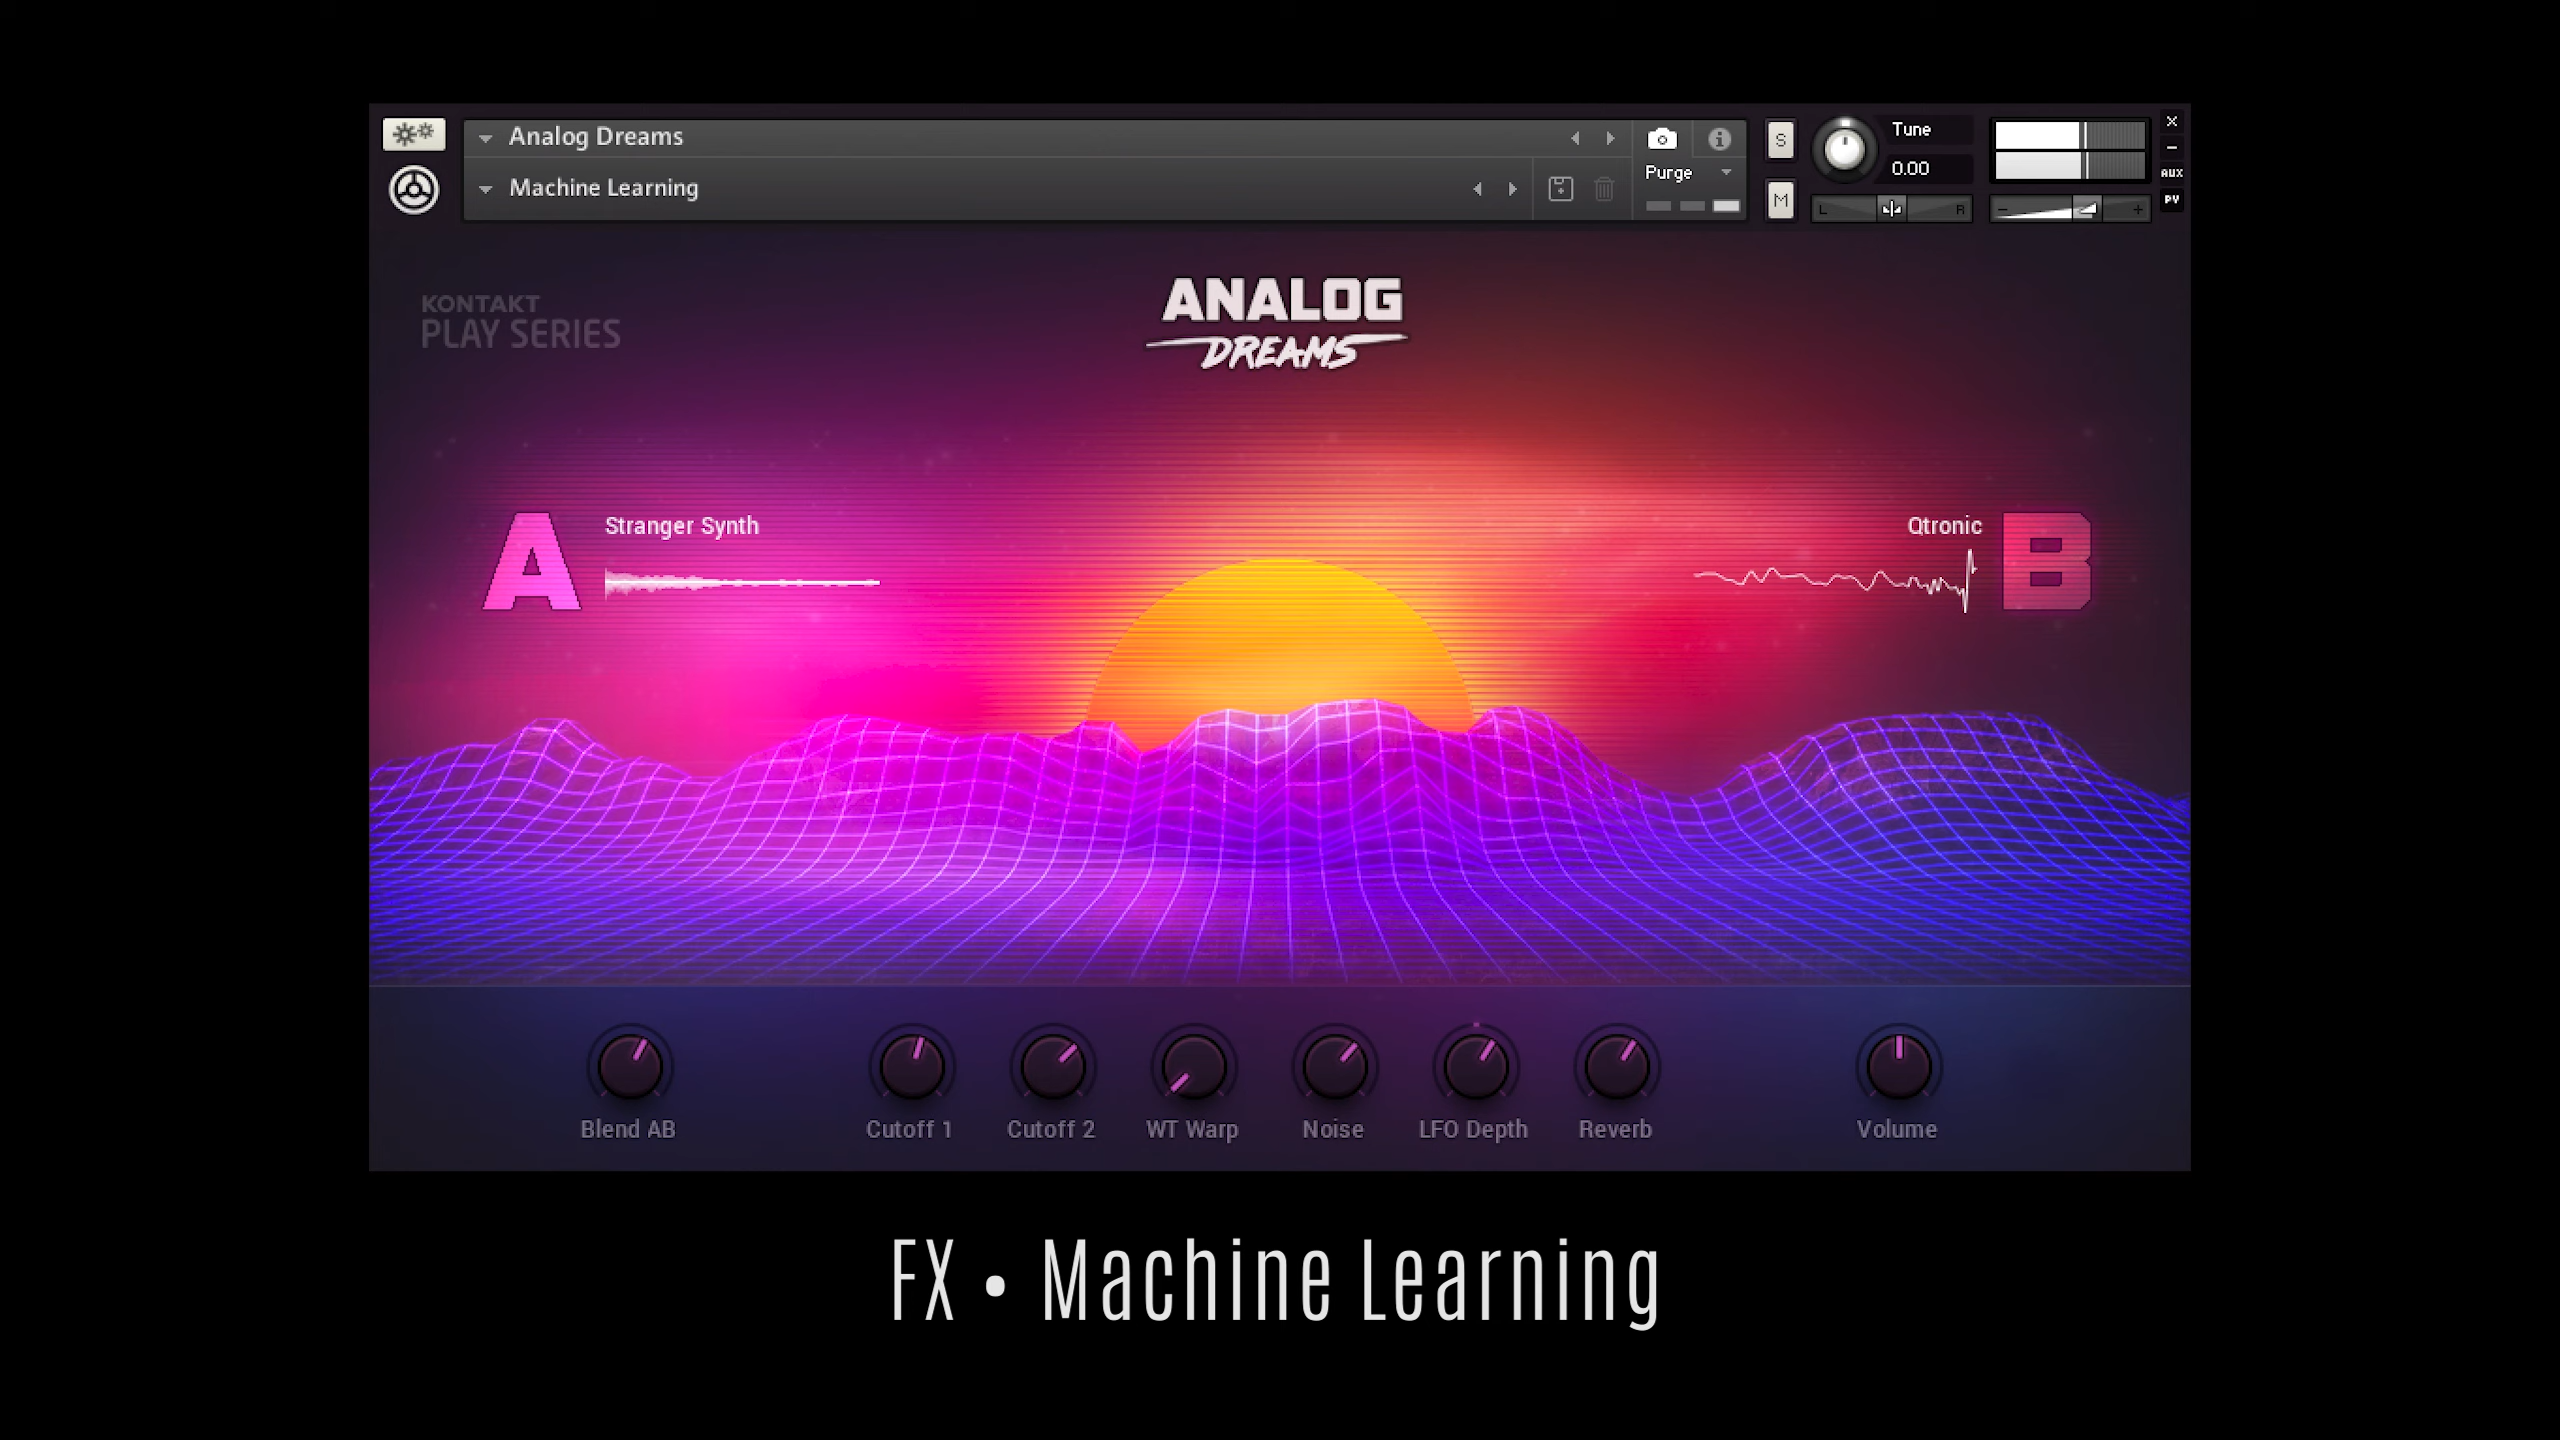 Analog Dreams
Machine Learning
Purge
S
M
Tune
0.00
L
R
-
+
x
-
AUX
PV
KONTAKT
PLAY SERIES
ANALOG
DREAMS
A
Stranger Synth
Qtronic
B
Blend AB
Cutoff 1
Cutoff 2
WT Warp
Noise
LFO Depth
Reverb
Volume
FX • Machine Learning